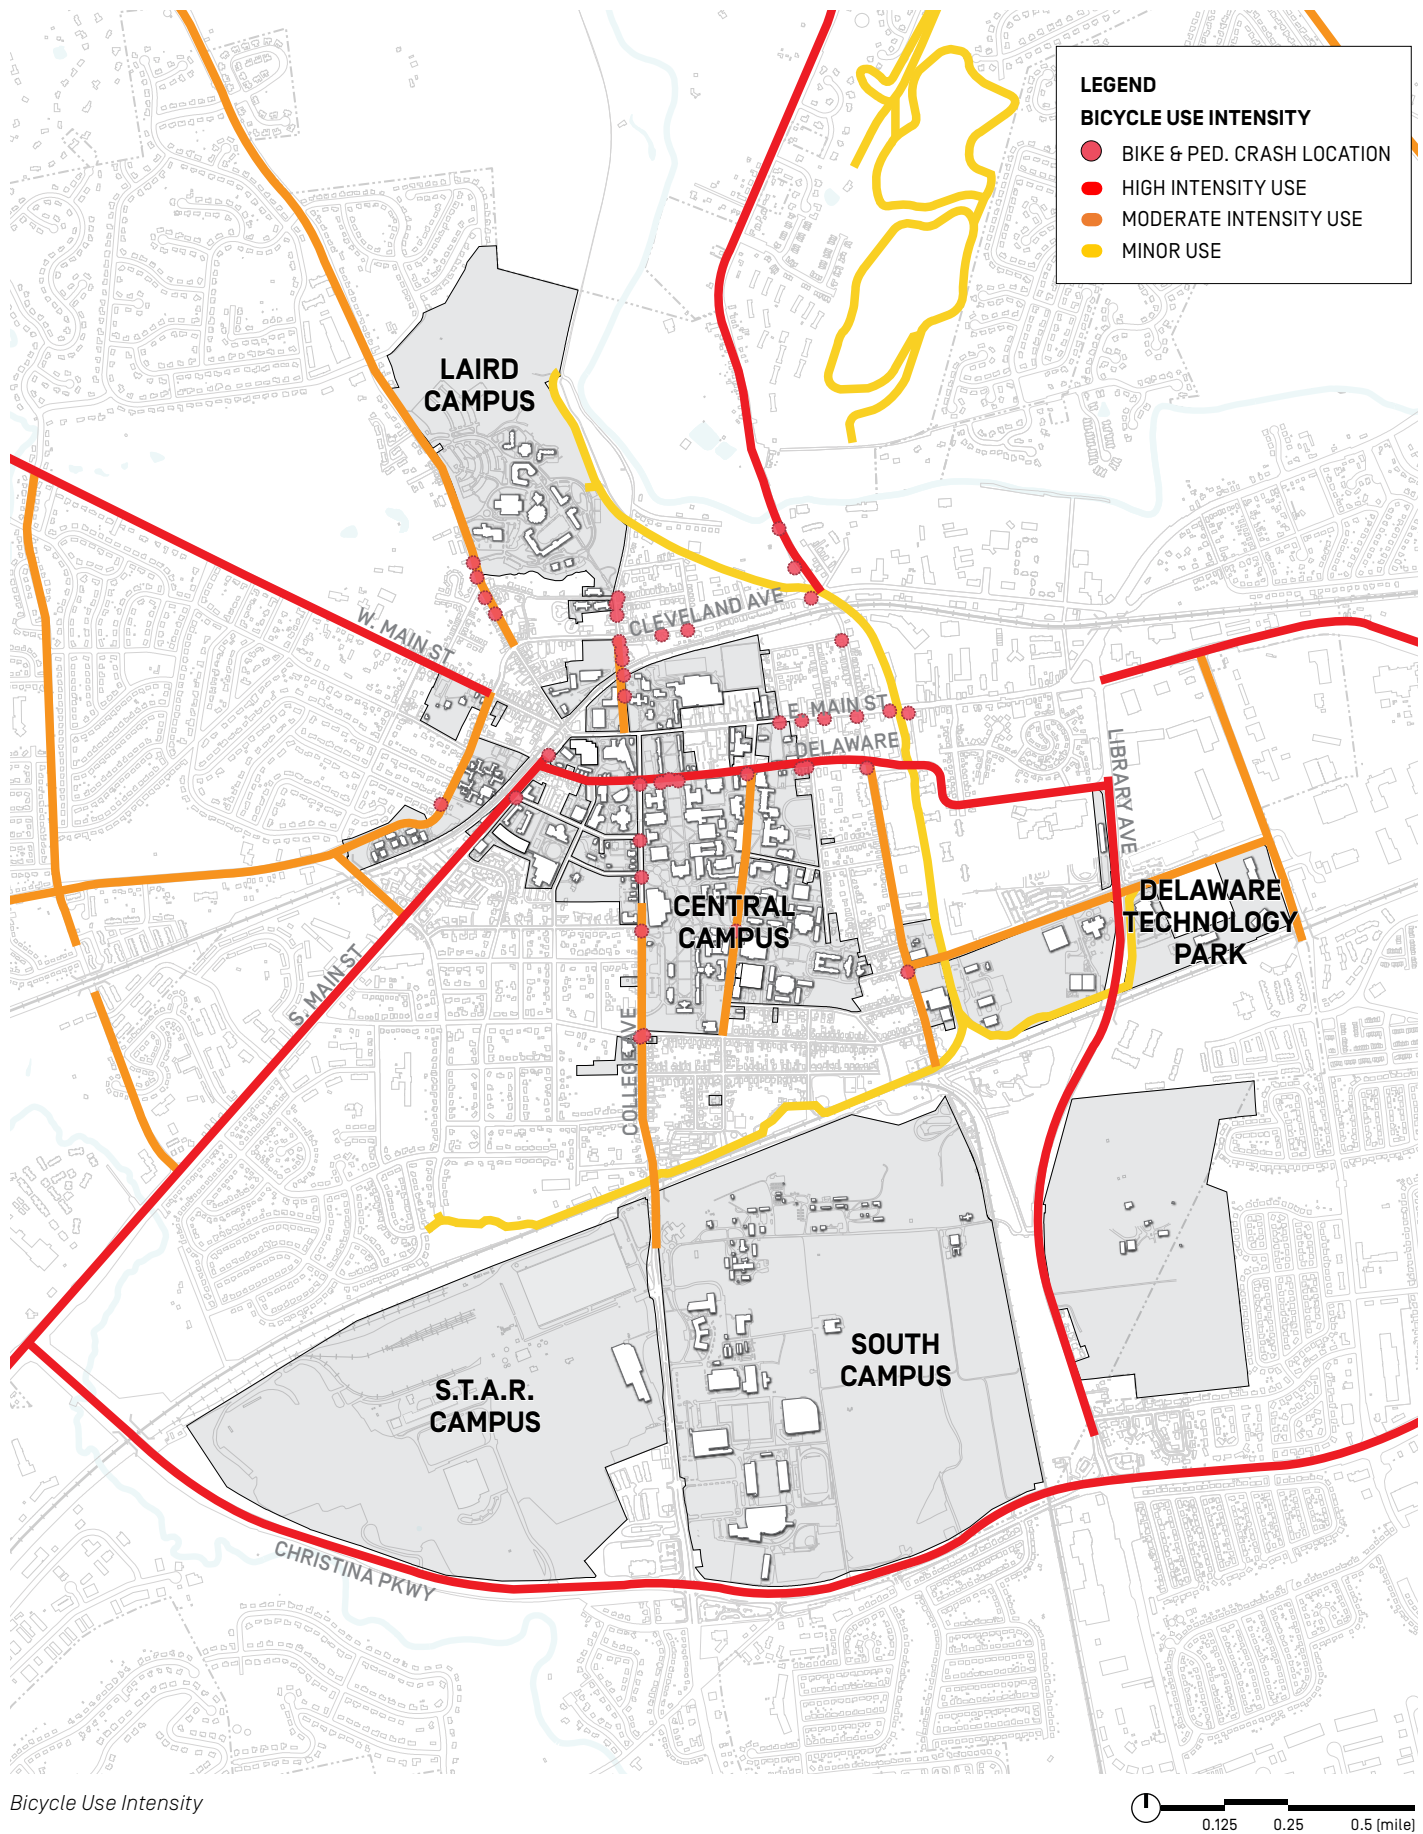 LEGEND
BICYCLE USE INTENSITY
BIKE & PED. CRASH LOCATION
HIGH INTENSITY USE
MODERATE INTENSITY USE
MINOR USE
LAIRD
CAMPUS
CLEVELAND AVE
W. MAIN ST
E. MAIN ST
DELAWARE
LIBRARY AVE
CENTRAL
CAMPUS
DELAWARE
TECHNOLOGY
PARK
S. MAIN ST
COLLEGE AVE
SOUTH
CAMPUS
S.T.A.R.
CAMPUS
CHRISTINA PKWY
Bicycle Use Intensity
0.125 0.25 0.5 (mile)